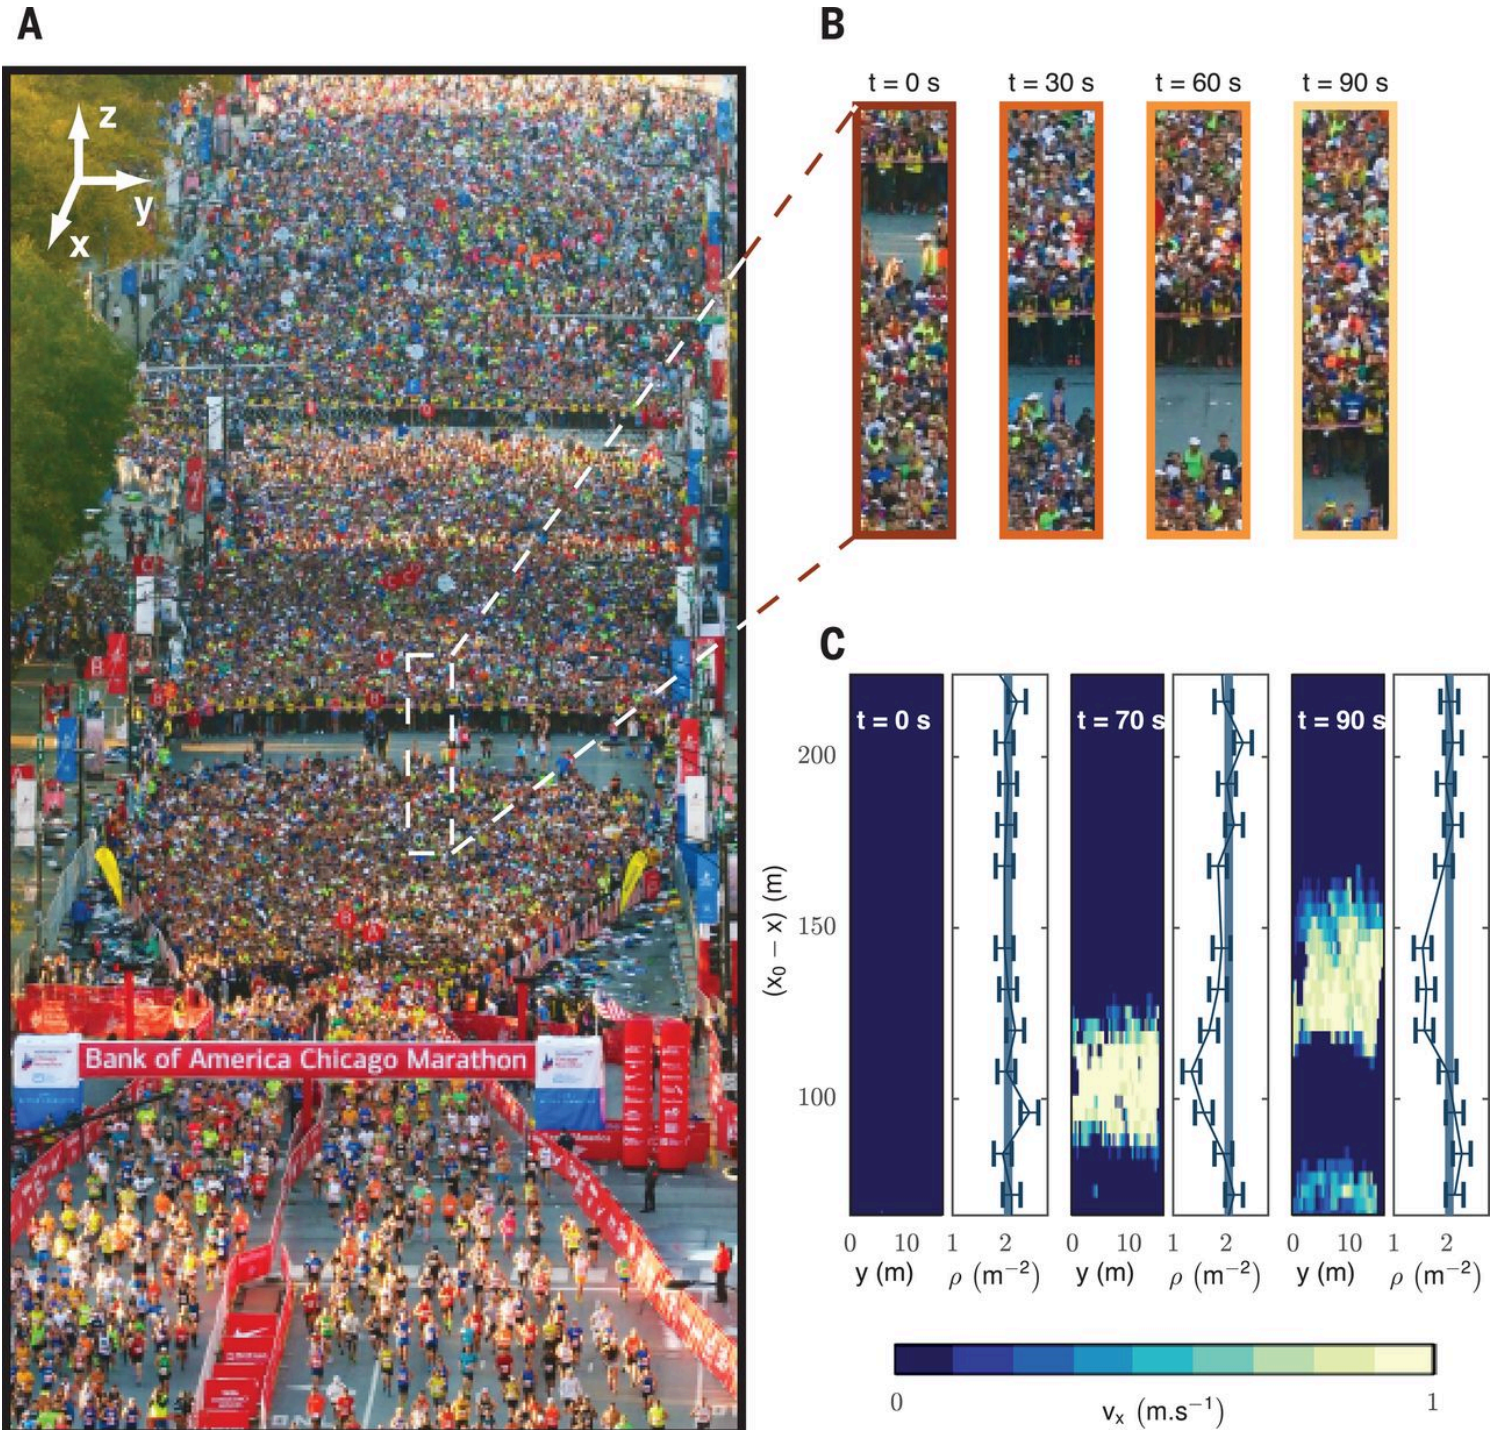 A
z
y
x
Bank of America Chicago Marathon
B
t = 0 s
t = 30 s
t = 60 s
t = 90 s
C
t = 0 s
t = 70 s
t = 90 s
200
150
100
(x₀ − x) (m)
0 10 1 2 0 10 1 2 0 10 1 2
y (m) ρ (m⁻²) y (m) ρ (m⁻²) y (m) ρ (m⁻²)
0 1
vₓ (m.s⁻¹)